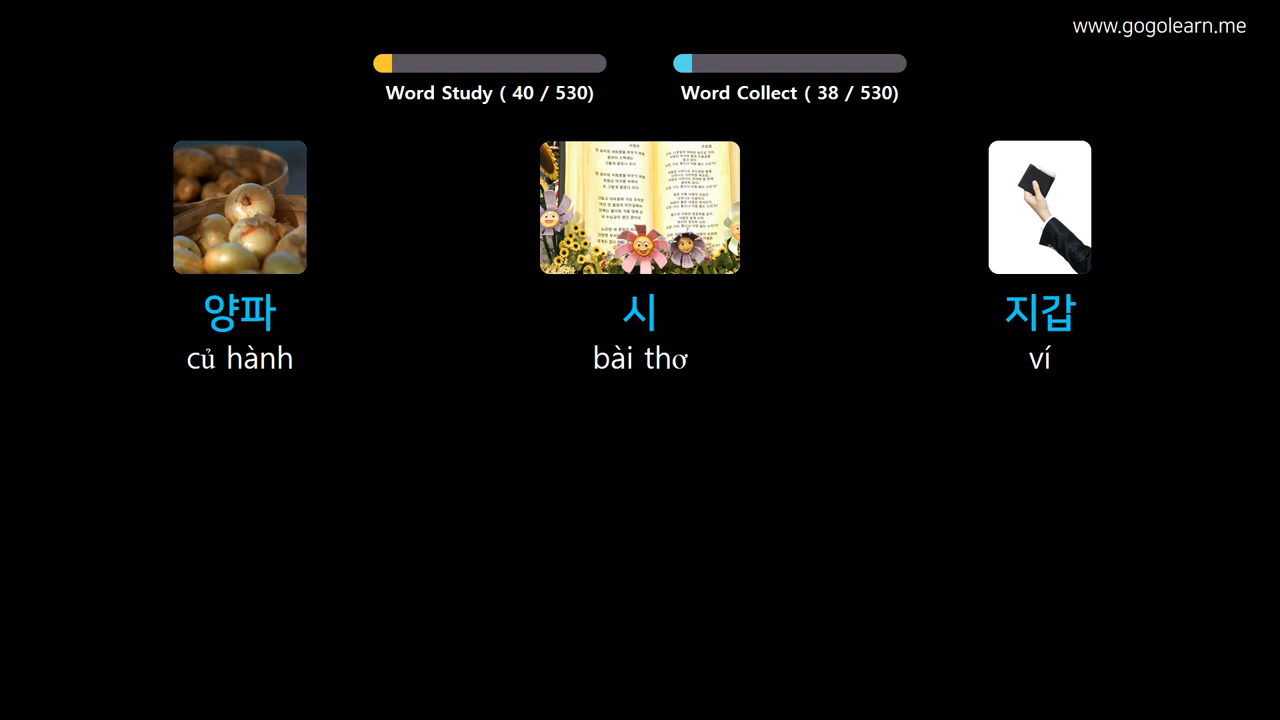 www.gogolearn.me
Word Study ( 40 / 530)
Word Collect ( 38 / 530)
양파
시
지갑
củ hành
bài thơ
ví